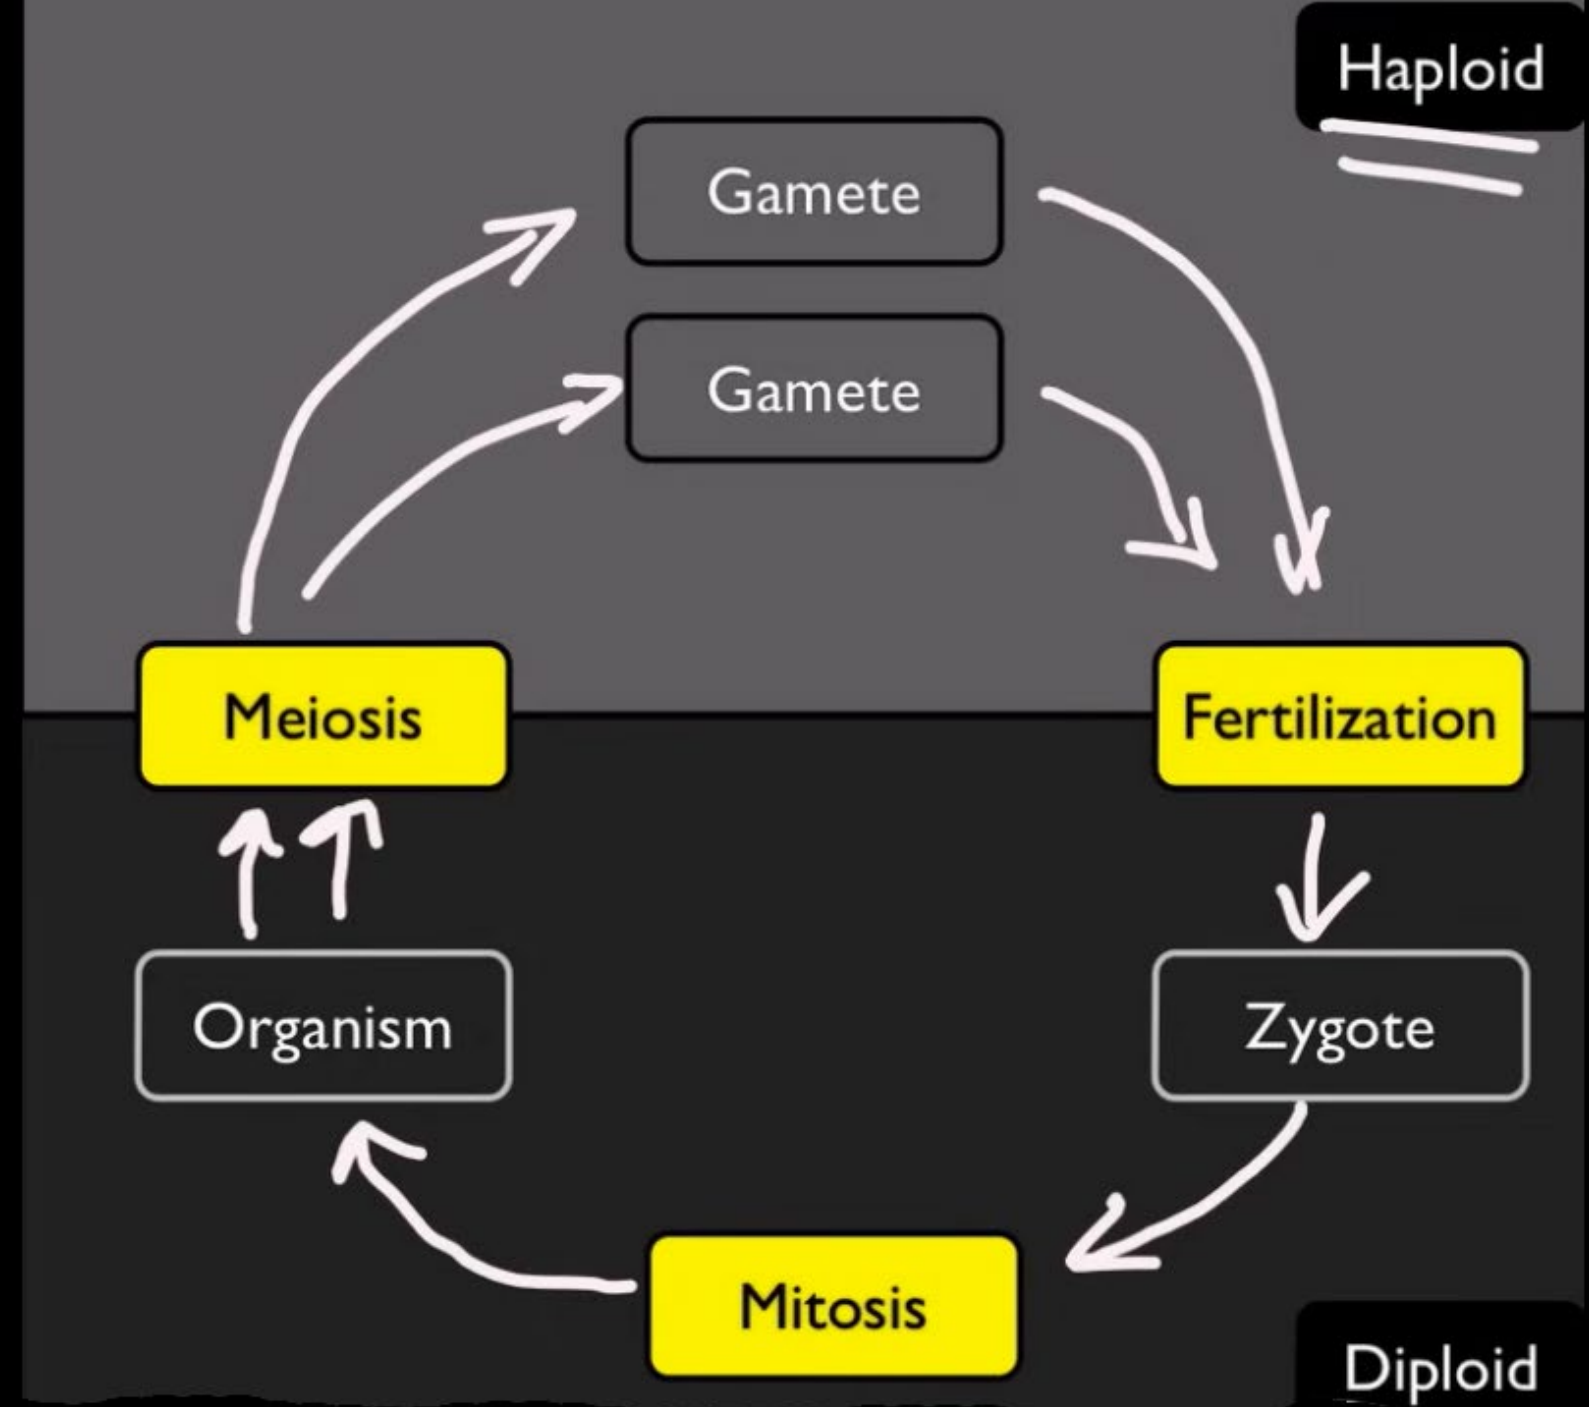 Haploid
Gamete
Gamete
Meiosis
Fertilization
Organism
Zygote
Mitosis
Diploid